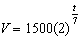 V = 1500(2)^{t/7}